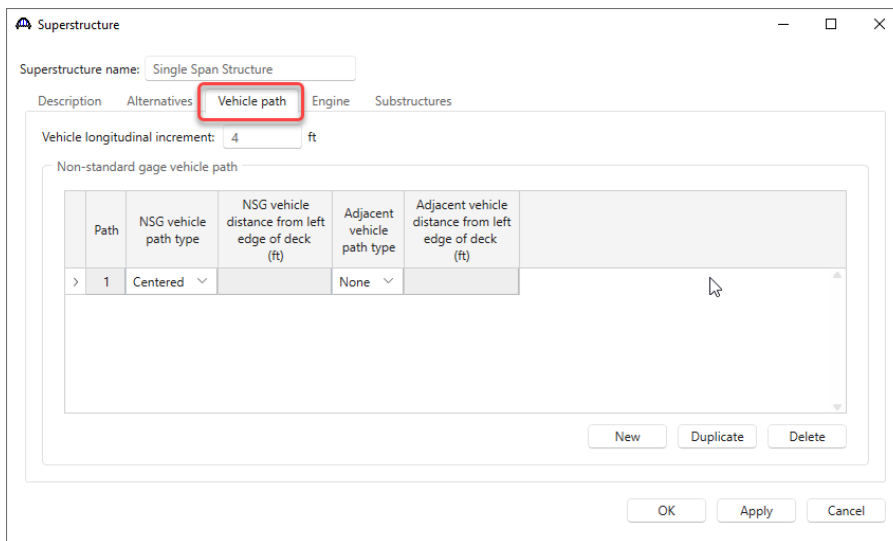 Superstructure
Superstructure name: Single Span Structure
Description Alternatives Vehicle path Engine Substructures
Vehicle longitudinal increment: 4 ft
Non-standard gage vehicle path
Path
NSG vehicle
path type
NSG vehicle
distance from left
edge of deck
(ft)
Adjacent
vehicle
path type
Adjacent vehicle
distance from left
edge of deck
(ft)
1 Centered None
New Duplicate Delete
OK Apply Cancel